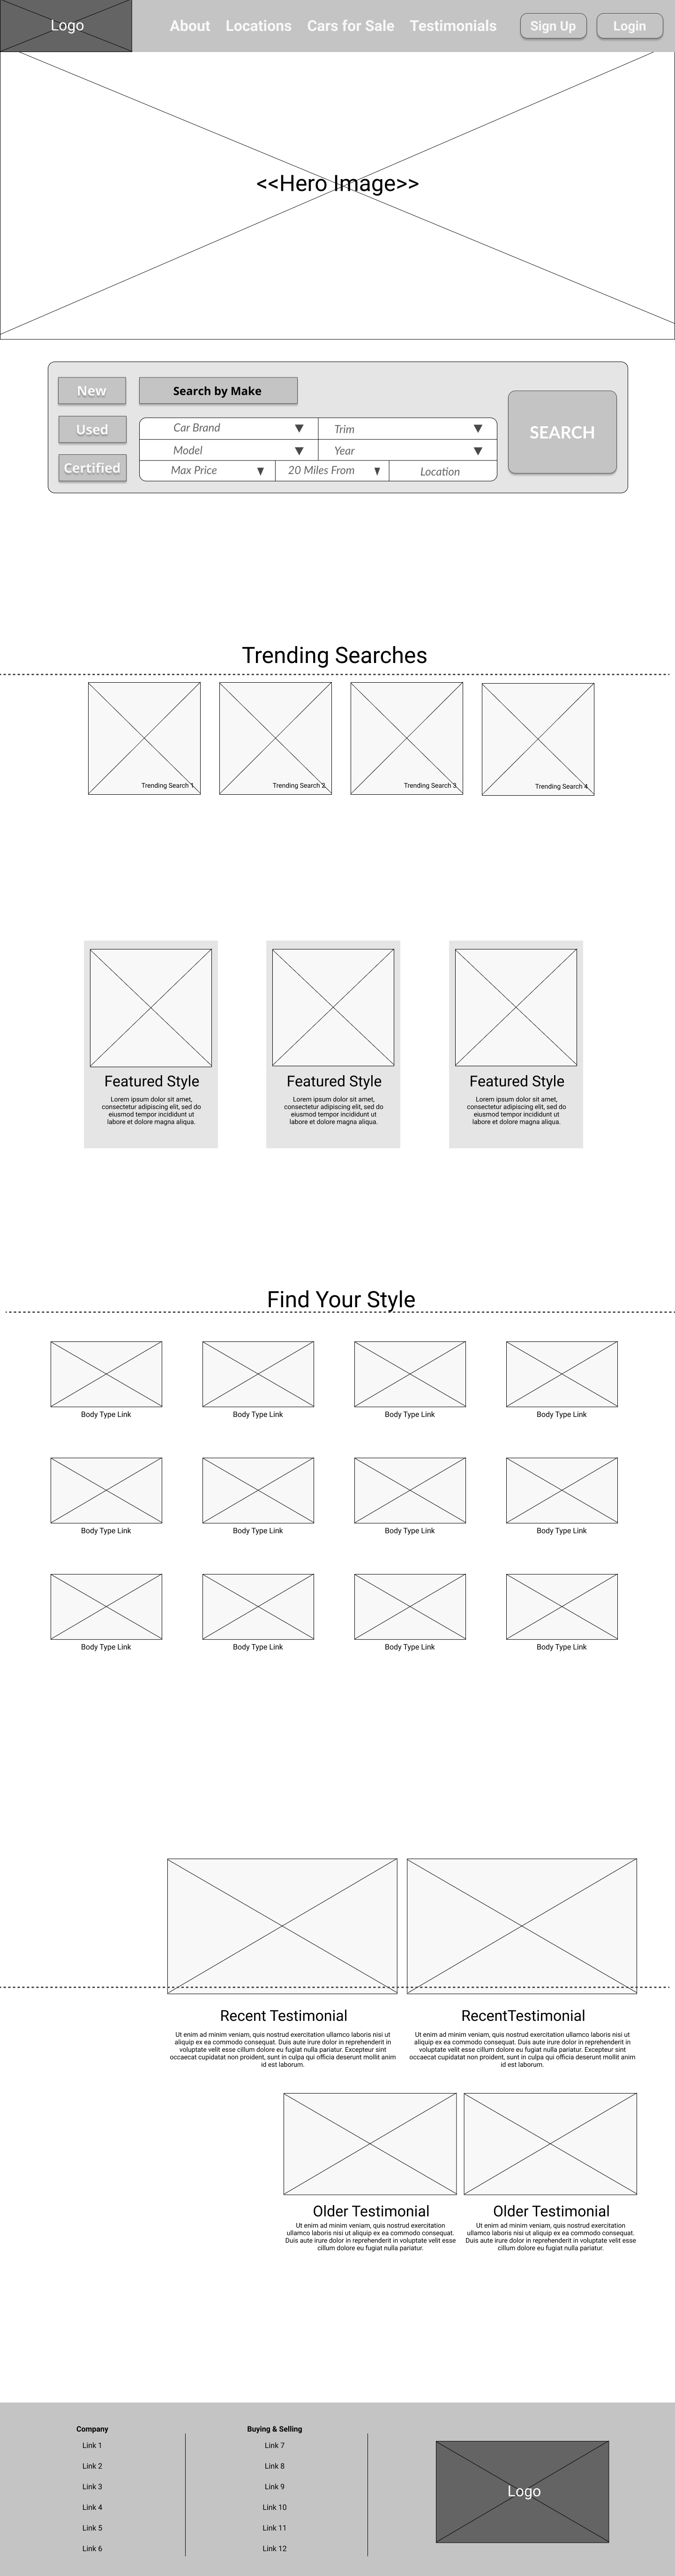 Logo
About Locations Cars for Sale Testimonials Sign Up Login
<<Hero Image>>
New
Used
Certified
Search by Make
Car Brand Trim
Model Year
Max Price 20 Miles From Location
SEARCH
Trending Searches
Trending Search 1 Trending Search 2 Trending Search 3 Trending Search 4
Featured Style
Lorem ipsum dolor sit amet,
consectetur adipiscing elit, sed do
eiusmod tempor incididunt ut
labore et dolore magna aliqua.
Featured Style
Lorem ipsum dolor sit amet,
consectetur adipiscing elit, sed do
eiusmod tempor incididunt ut
labore et dolore magna aliqua.
Featured Style
Lorem ipsum dolor sit amet,
consectetur adipiscing elit, sed do
eiusmod tempor incididunt ut
labore et dolore magna aliqua.
Find Your Style
Body Type Link Body Type Link Body Type Link Body Type Link
Body Type Link Body Type Link Body Type Link Body Type Link
Body Type Link Body Type Link Body Type Link Body Type Link
Recent Testimonial
Ut enim ad minim veniam, quis nostrud exercitation ullamco laboris nisi ut
aliquip ex ea commodo consequat. Duis aute irure dolor in reprehenderit in
voluptate velit esse cillum dolore eu fugiat nulla pariatur. Excepteur sint
occaecat cupidatat non proident, sunt in culpa qui officia deserunt mollit anim
id est laborum.
RecentTestimonial
Ut enim ad minim veniam, quis nostrud exercitation ullamco laboris nisi ut
aliquip ex ea commodo consequat. Duis aute irure dolor in reprehenderit in
voluptate velit esse cillum dolore eu fugiat nulla pariatur. Excepteur sint
occaecat cupidatat non proident, sunt in culpa qui officia deserunt mollit anim
id est laborum.
Older Testimonial
Ut enim ad minim veniam, quis nostrud exercitation
ullamco laboris nisi ut aliquip ex ea commodo consequat.
Duis aute irure dolor in reprehenderit in voluptate velit esse
cillum dolore eu fugiat nulla pariatur.
Older Testimonial
Ut enim ad minim veniam, quis nostrud exercitation
ullamco laboris nisi ut aliquip ex ea commodo consequat.
Duis aute irure dolor in reprehenderit in voluptate velit esse
cillum dolore eu fugiat nulla pariatur.
Company
Link 1
Link 2
Link 3
Link 4
Link 5
Link 6
Buying & Selling
Link 7
Link 8
Link 9
Link 10
Link 11
Link 12
Logo